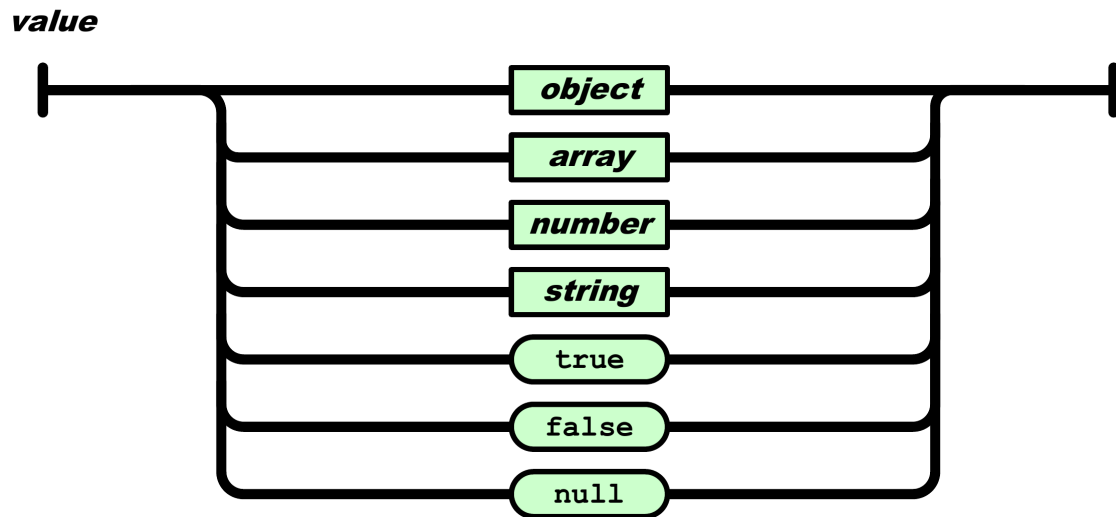 value
object
array
number
string
true
false
null